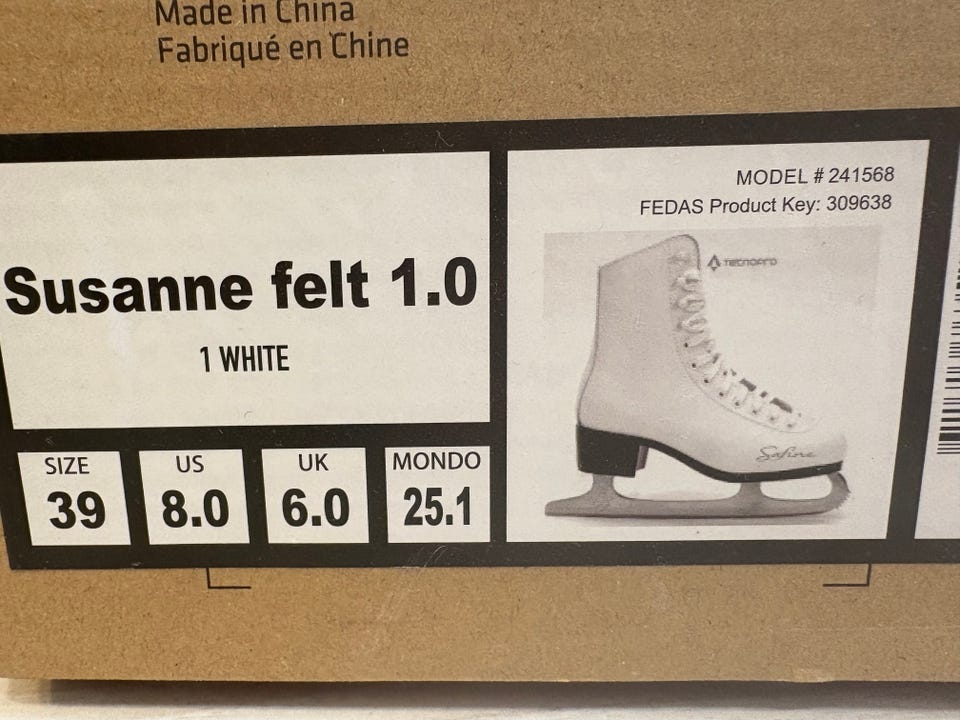 Made in China
Fabriqué en Chine
Susanne felt 1.0
1 WHITE
SIZE
39
US
8.0
UK
6.0
MONDO
25.1
MODEL # 241568
FEDAS Product Key: 309638
TECNOPRO